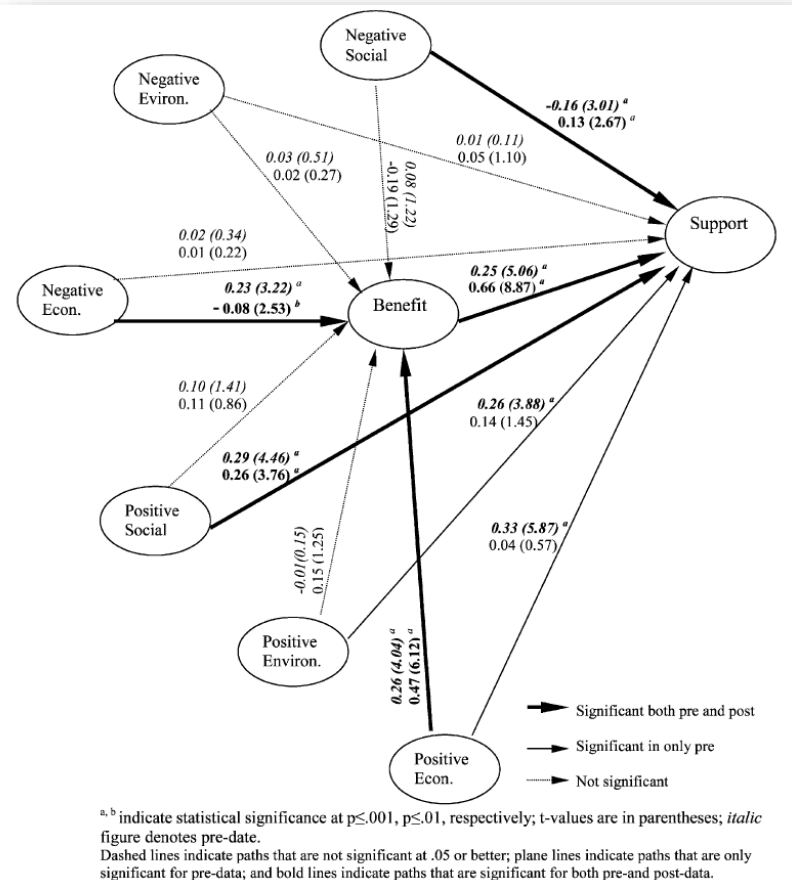 Negative
Social
Negative
Eviron.
-0.16 (3.01) a
0.13 (2.67) a
0.01 (0.11)
0.05 (1.10)
0.03 (0.51)
0.02 (0.27)
0.08 (1.22)
-0.19 (1.29)
Support
0.02 (0.34)
0.01 (0.22)
Negative
Econ.
0.23 (3.22) a
- 0.08 (2.53) b
Benefit
0.25 (5.06) a
0.66 (8.87) a
0.10 (1.41)
0.11 (0.86)
0.26 (3.88) a
0.14 (1.45)
0.29 (4.46) a
0.26 (3.76) a
Positive
Social
0.33 (5.87) a
0.04 (0.57)
-0.01(0.15)
0.15 (1.25)
Positive
Environ.
0.26 (4.04) a
0.47 (6.12) a
Positive
Econ.
Significant both pre and post
Significant in only pre
Not significant
a, b indicate statistical significance at p≤.001, p≤.01, respectively; t-values are in parentheses; italic
figure denotes pre-date.
Dashed lines indicate paths that are not significant at .05 or better; plane lines indicate paths that are only
significant for pre-data; and bold lines indicate paths that are significant for both pre-and post-data.